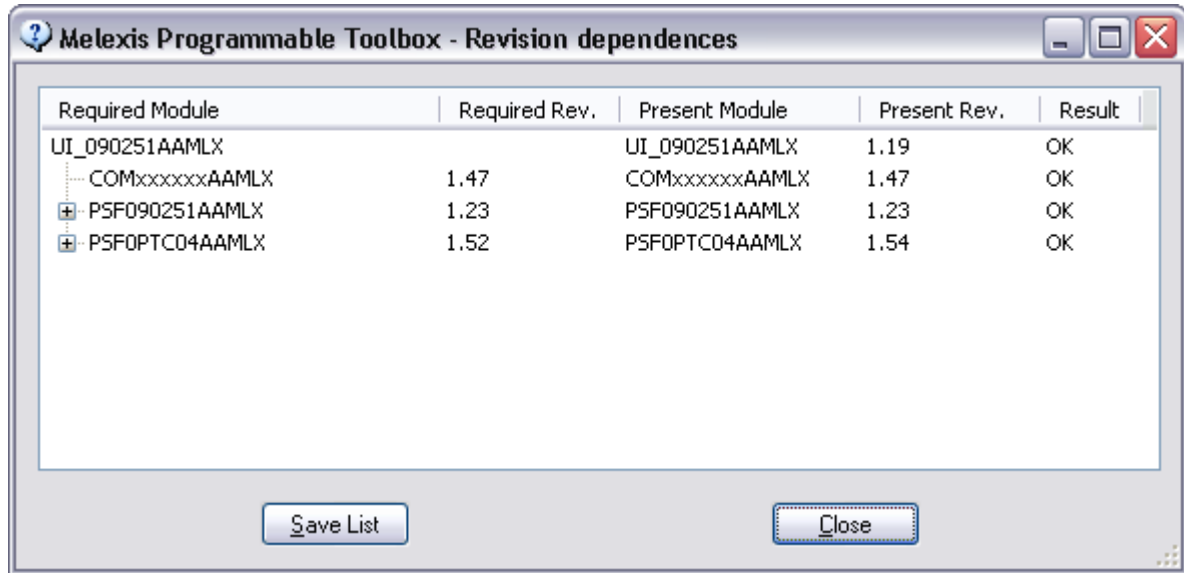 Melexis Programmable Toolbox - Revision dependences
Required Module Required Rev. Present Module Present Rev. Result
UI_090251AAMLX UI_090251AAMLX 1.19 OK
COMxxxxxxAAMLX 1.47 COMxxxxxxAAMLX 1.47 OK
PSF090251AAMLX 1.23 PSF090251AAMLX 1.23 OK
PSF0PTC04AAMLX 1.52 PSF0PTC04AAMLX 1.54 OK
Save List Close